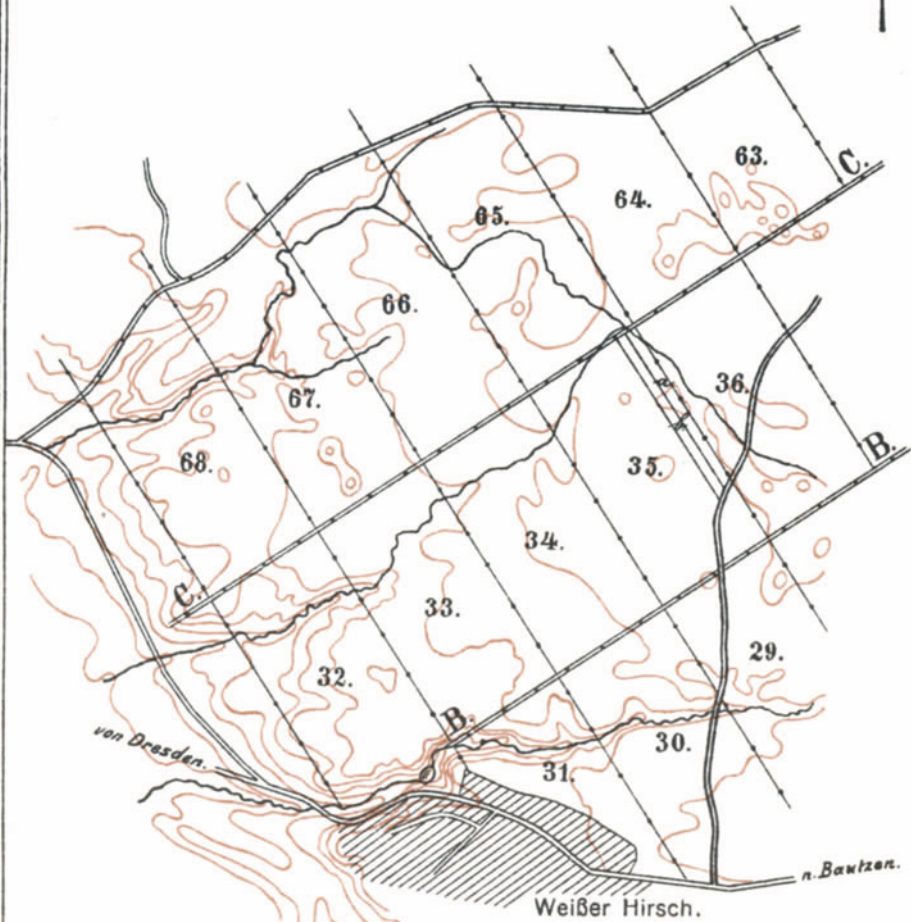 63.
C.
64.
65.
66.
36.
67.
B.
68.
35.
34.
C.
33.
29.
32.
B.
30.
von Dresden.
31.
n. Bautzen.
Weißer Hirsch.